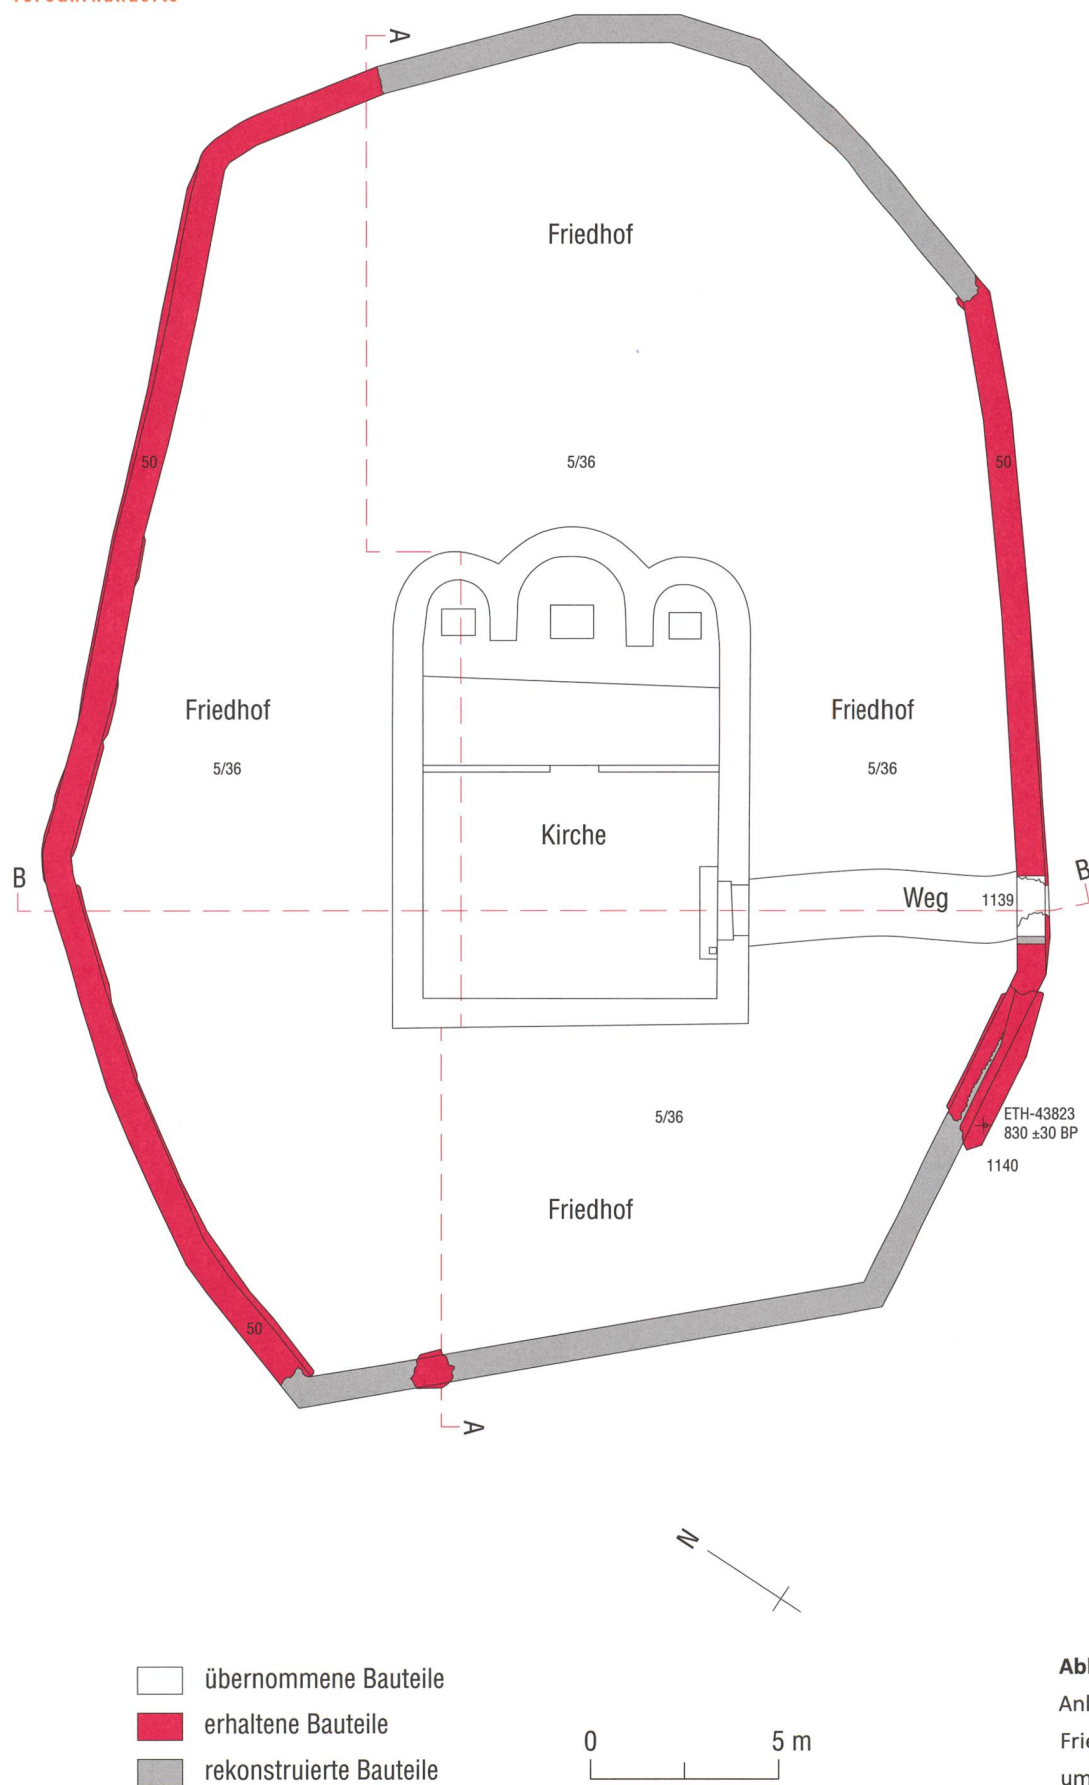 A
Friedhof
50
5/36
50
Friedhof
Friedhof
5/36
5/36
Kirche
B
B
Weg
1139
ETH-43823
830 ±30 BP
1140
5/36
Friedhof
50
A
N
übernommene Bauteile
erhaltene Bauteile
rekonstruierte Bauteile
0 5 m